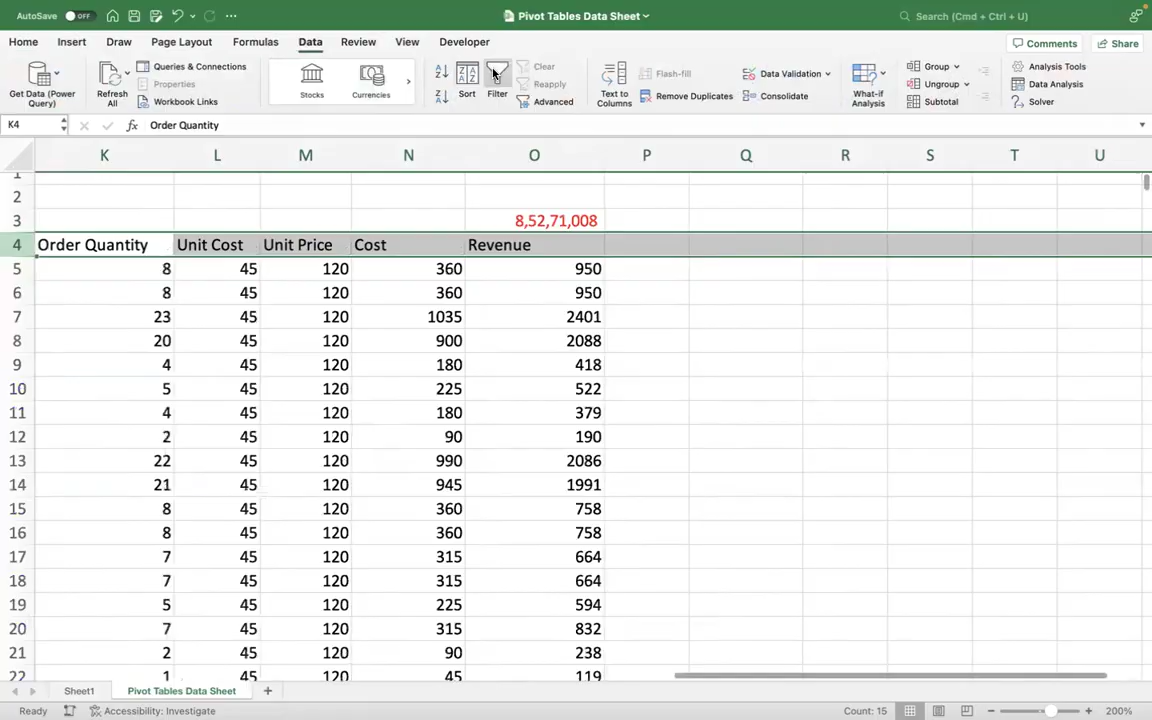 AutoSave OFF Pivot Tables Data Sheet Search (Cmd + Ctrl + U)
Home Insert Draw Page Layout Formulas Data Review View Developer Comments Share
Get Data (Power Query) Refresh All Queries & Connections Properties Workbook Links Stocks Currencies Sort Filter Clear Reapply Advanced Text to Columns Flash-fill Remove Duplicates Data Validation Consolidate What-if Analysis Group Ungroup Subtotal Analysis Tools Data Analysis Solver
K4 fx Order Quantity
K L M N O P Q R S T U
1
2
3 8,52,71,008
4 Order Quantity Unit Cost Unit Price Cost Revenue
5 8 45 120 360 950
6 8 45 120 360 950
7 23 45 120 1035 2401
8 20 45 120 900 2088
9 4 45 120 180 418
10 5 45 120 225 522
11 4 45 120 180 379
12 2 45 120 90 190
13 22 45 120 990 2086
14 21 45 120 945 1991
15 8 45 120 360 758
16 8 45 120 360 758
17 7 45 120 315 664
18 7 45 120 315 664
19 5 45 120 225 594
20 7 45 120 315 832
21 2 45 120 90 238
22 1 45 120 45 119
Sheet1 Pivot Tables Data Sheet
Ready Accessibility: Investigate Count: 15 200%